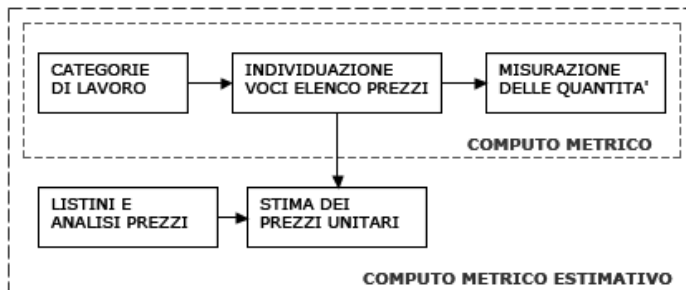 CATEGORIE
DI LAVORO
INDIVIDUAZIONE
VOCI ELENCO PREZZI
MISURAZIONE
DELLE QUANTITA'
COMPUTO METRICO
LISTINI E
ANALISI PREZZI
STIMA DEI
PREZZI UNITARI
COMPUTO METRICO ESTIMATIVO